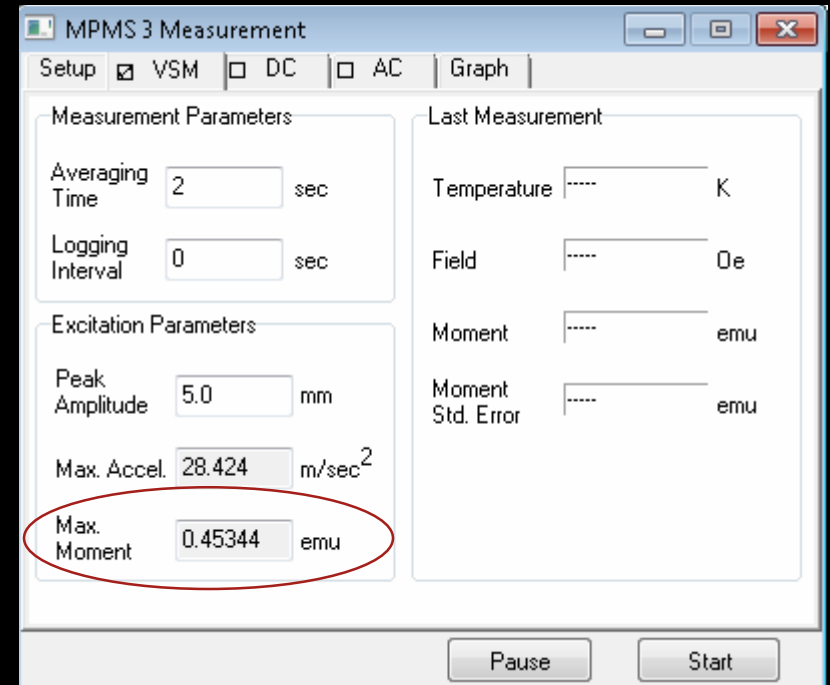 MPMS 3 Measurement
Setup VSM DC AC Graph
Measurement Parameters
Averaging
Time
2
sec
Logging
Interval
0
sec
Excitation Parameters
Peak
Amplitude
5.0
mm
Max. Accel.
28.424
m/sec²
Max.
Moment
0.45344
emu
Last Measurement
Temperature
-----
K
Field
-----
Oe
Moment
-----
emu
Moment
Std. Error
-----
emu
Pause
Start